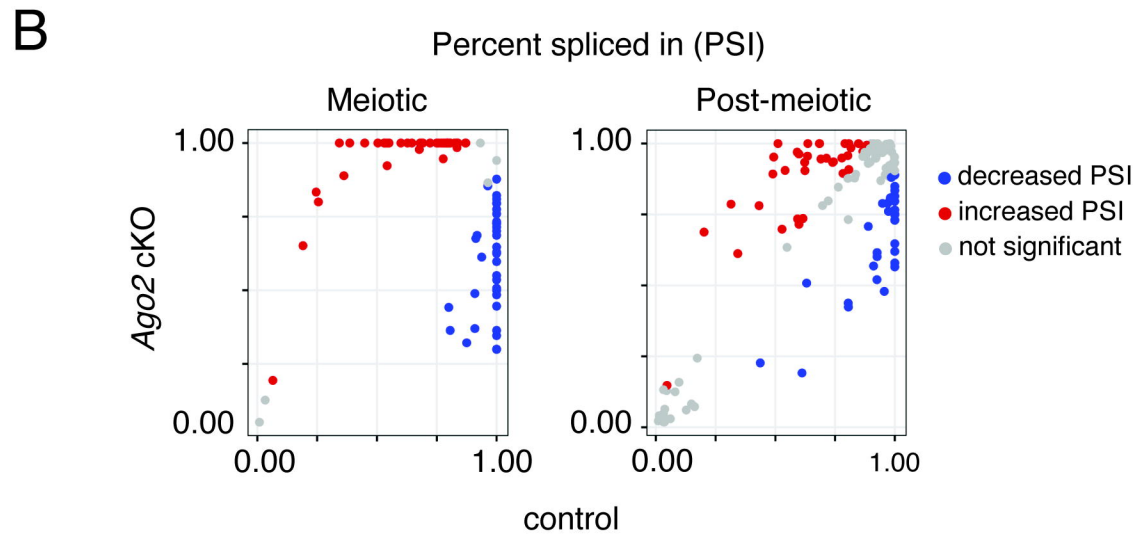 B
Percent spliced in (PSI)
Meiotic
Post-meiotic
1.00
0.00
0.00
1.00
1.00
0.00
0.00
1.00
Ago2 cKO
control
decreased PSI
increased PSI
not significant